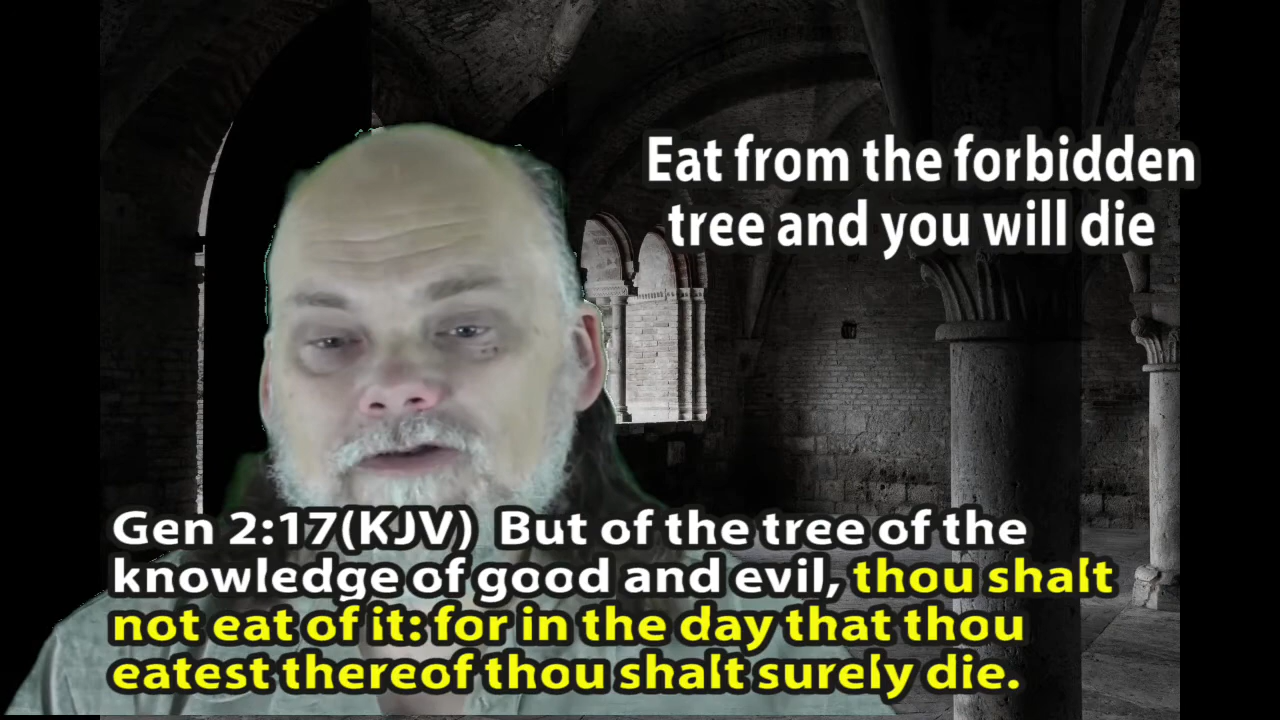 Eat from the forbidden
tree and you will die
Gen 2:17(KJV) But of the tree of the
knowledge of good and evil, thou shalt
not eat of it: for in the day that thou
eatest thereof thou shalt surely die.